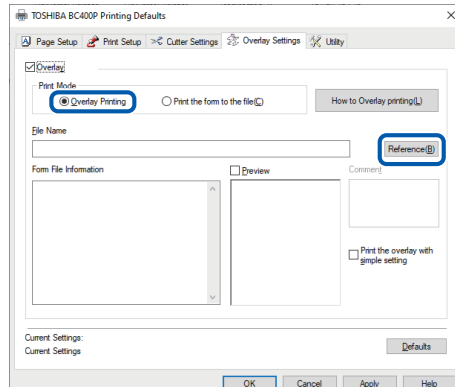 TOSHIBA BC400P Printing Defaults
Page Setup Print Setup Cutter Settings Overlay Settings Utility
Overlay
Print Mode
Overlay Printing Print the form to the file(C) How to Overlay printing(L)
File Name
Reference(B)
Form File Information Preview Comment
Print the overlay with
simple setting
Current Settings:
Current Settings Defaults
OK Cancel Apply Help